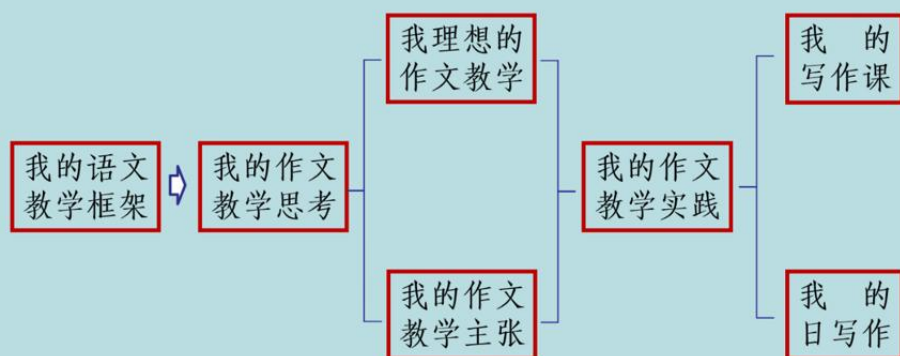 我的语文
教学框架
我的作文
教学思考
我理想的
作文教学
我的作文
教学主张
我的作文
教学实践
我 的
写作课
我 的
日写作